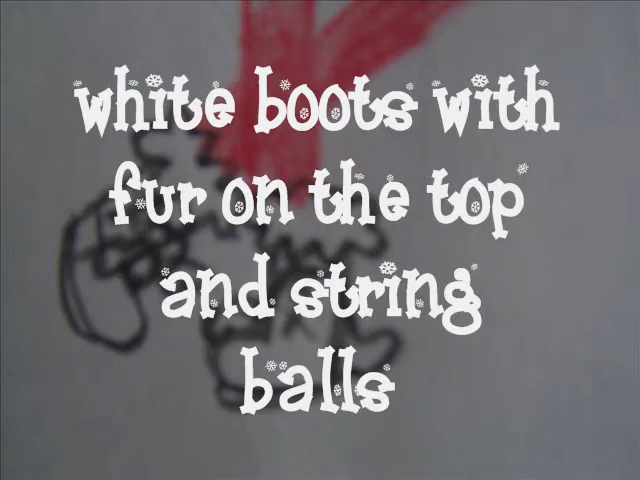 white boots with
fur on the top
and string
balls